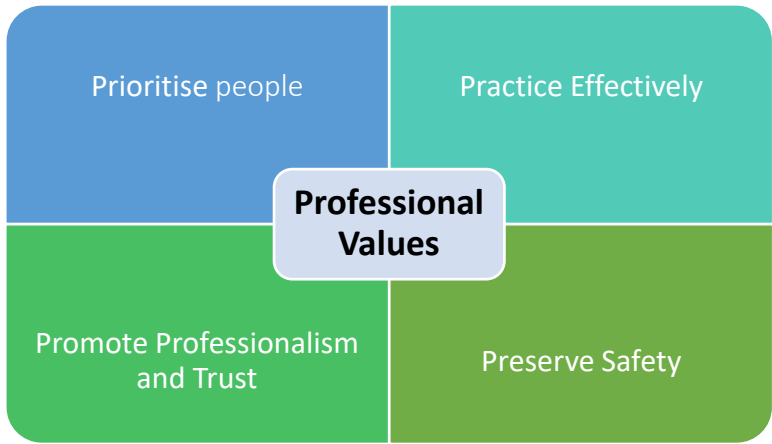 Prioritise people
Practice Effectively
Professional
Values
Promote Professionalism
and Trust
Preserve Safety